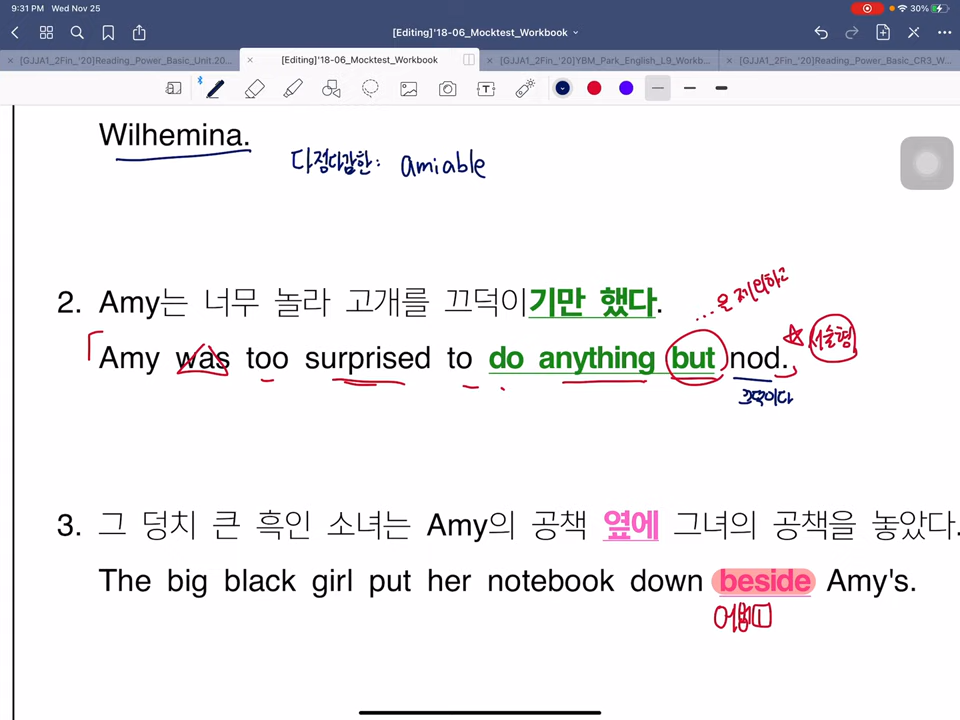 9:31 PM Wed Nov 25
30%
[Editing]'18-06_Mocktest_Workbook
[GJJA1_2Fin_'20]Reading_Power_Basic_Unit.20...
[Editing]'18-06_Mocktest_Workbook
[GJJA1_2Fin_'20]YBM_Park_English_L9_Workb...
[GJJA1_2Fin_'20]Reading_Power_Basic_CR3_W...
Wilhemina.
다정다감한: amiable
...을 제외하고
2. Amy는 너무 놀라 고개를 끄덕이기만 했다.
Amy was too surprised to do anything but nod.
☆ 서술형
끄덕이다
3. 그 덩치 큰 흑인 소녀는 Amy의 공책 옆에 그녀의 공책을 놓았다.
The big black girl put her notebook down beside Amy's.